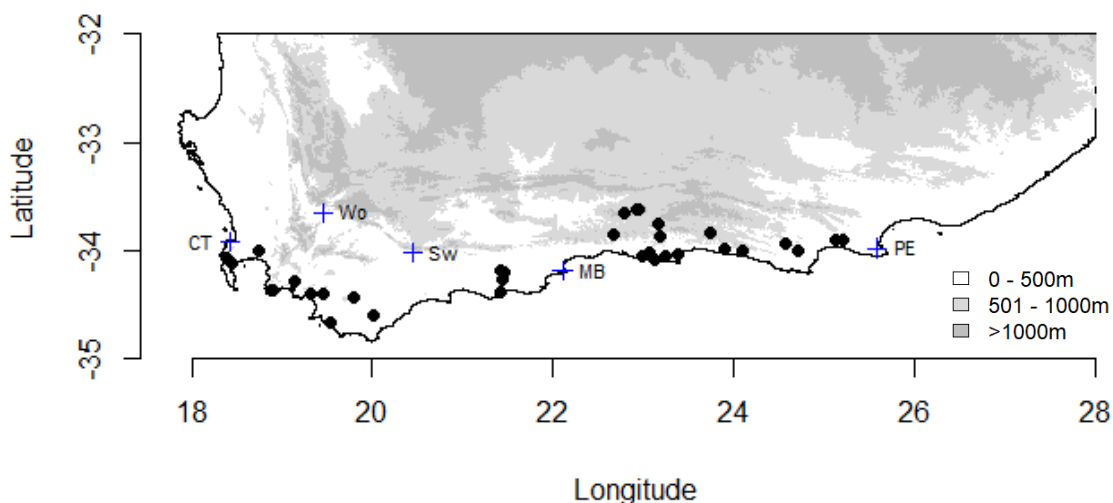 -32
-33
-34
-35
Latitude
CT
Wo
Sw
MB
PE
0 - 500m
501 - 1000m
>1000m
18
20
22
24
26
28
Longitude